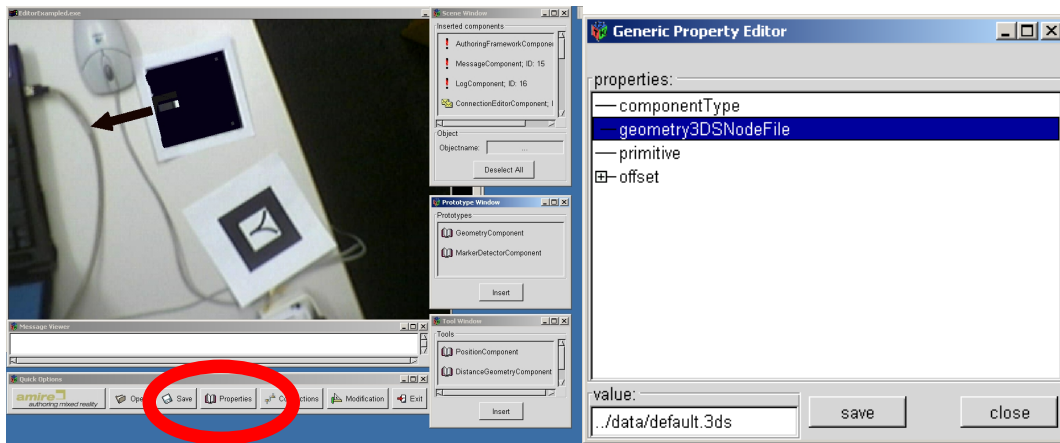 EditorExampled.exe
Scene Window
Inserted components
AuthoringFrameworkComponen
MessageComponent; ID: 15
LogComponent; ID: 16
ConnectionEditorComponent; I
Object
Objectname: ...
Deselect All
Prototype Window
Prototypes
GeometryComponent
MarkerDetectorComponent
Insert
Tool Window
Tools
PositionComponent
DistanceGeometryComponent
Insert
Message Viewer
Quick Options
amire
authoring mixed reality
Save
Properties
Modification
Exit
Generic Property Editor
properties:
componentType
geometry3DSNodeFile
primitive
offset
value:
../data/default.3ds
save
close